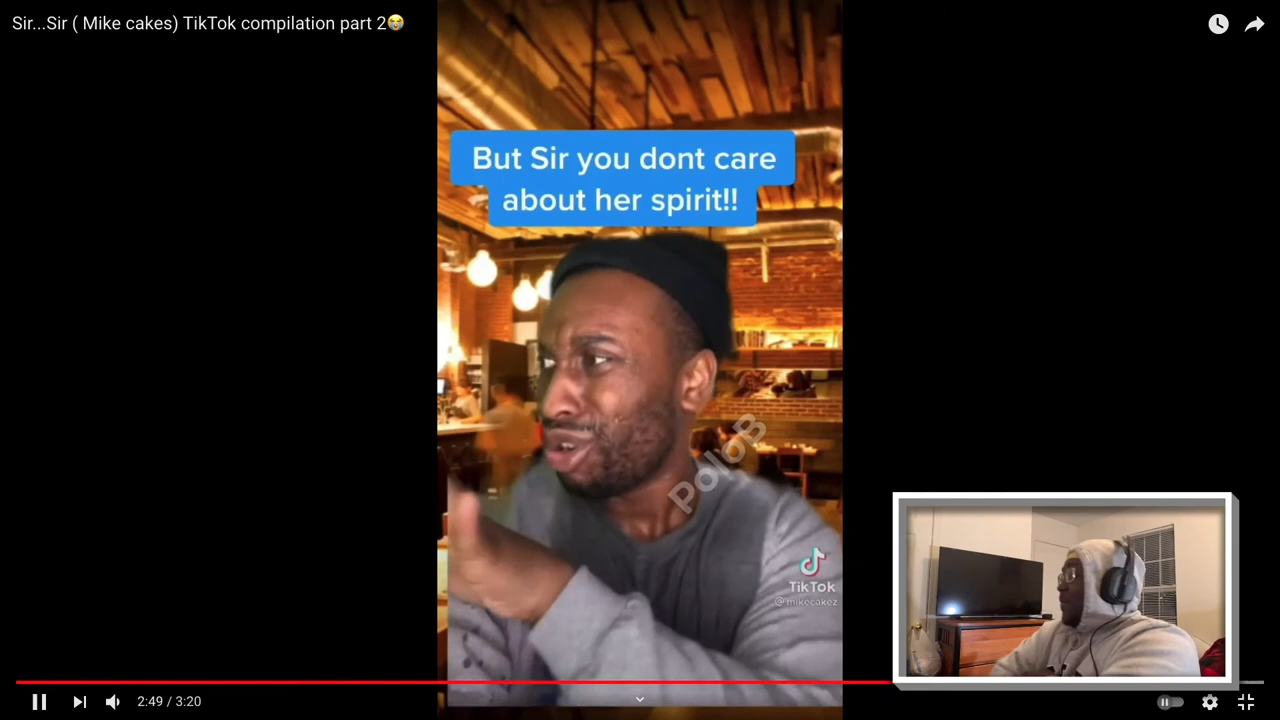 Sir...Sir ( Mike cakes) TikTok compilation part 2😭
But Sir you dont care
about her spirit!!
PoloB
TikTok
@mikecakez
2:49 / 3:20